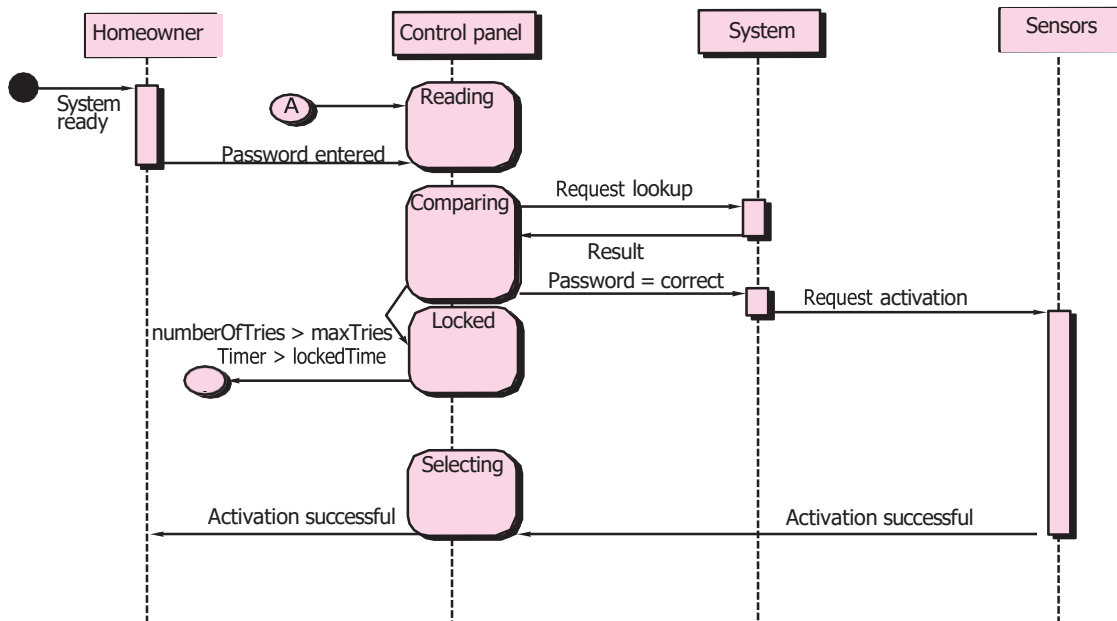 Homeowner
Control panel
System
Sensors
System
ready
A
Reading
Password entered
Comparing
Request lookup
Result
Password = correct
Request activation
numberOfTries > maxTries
Locked
Timer > lockedTime
Selecting
Activation successful
Activation successful